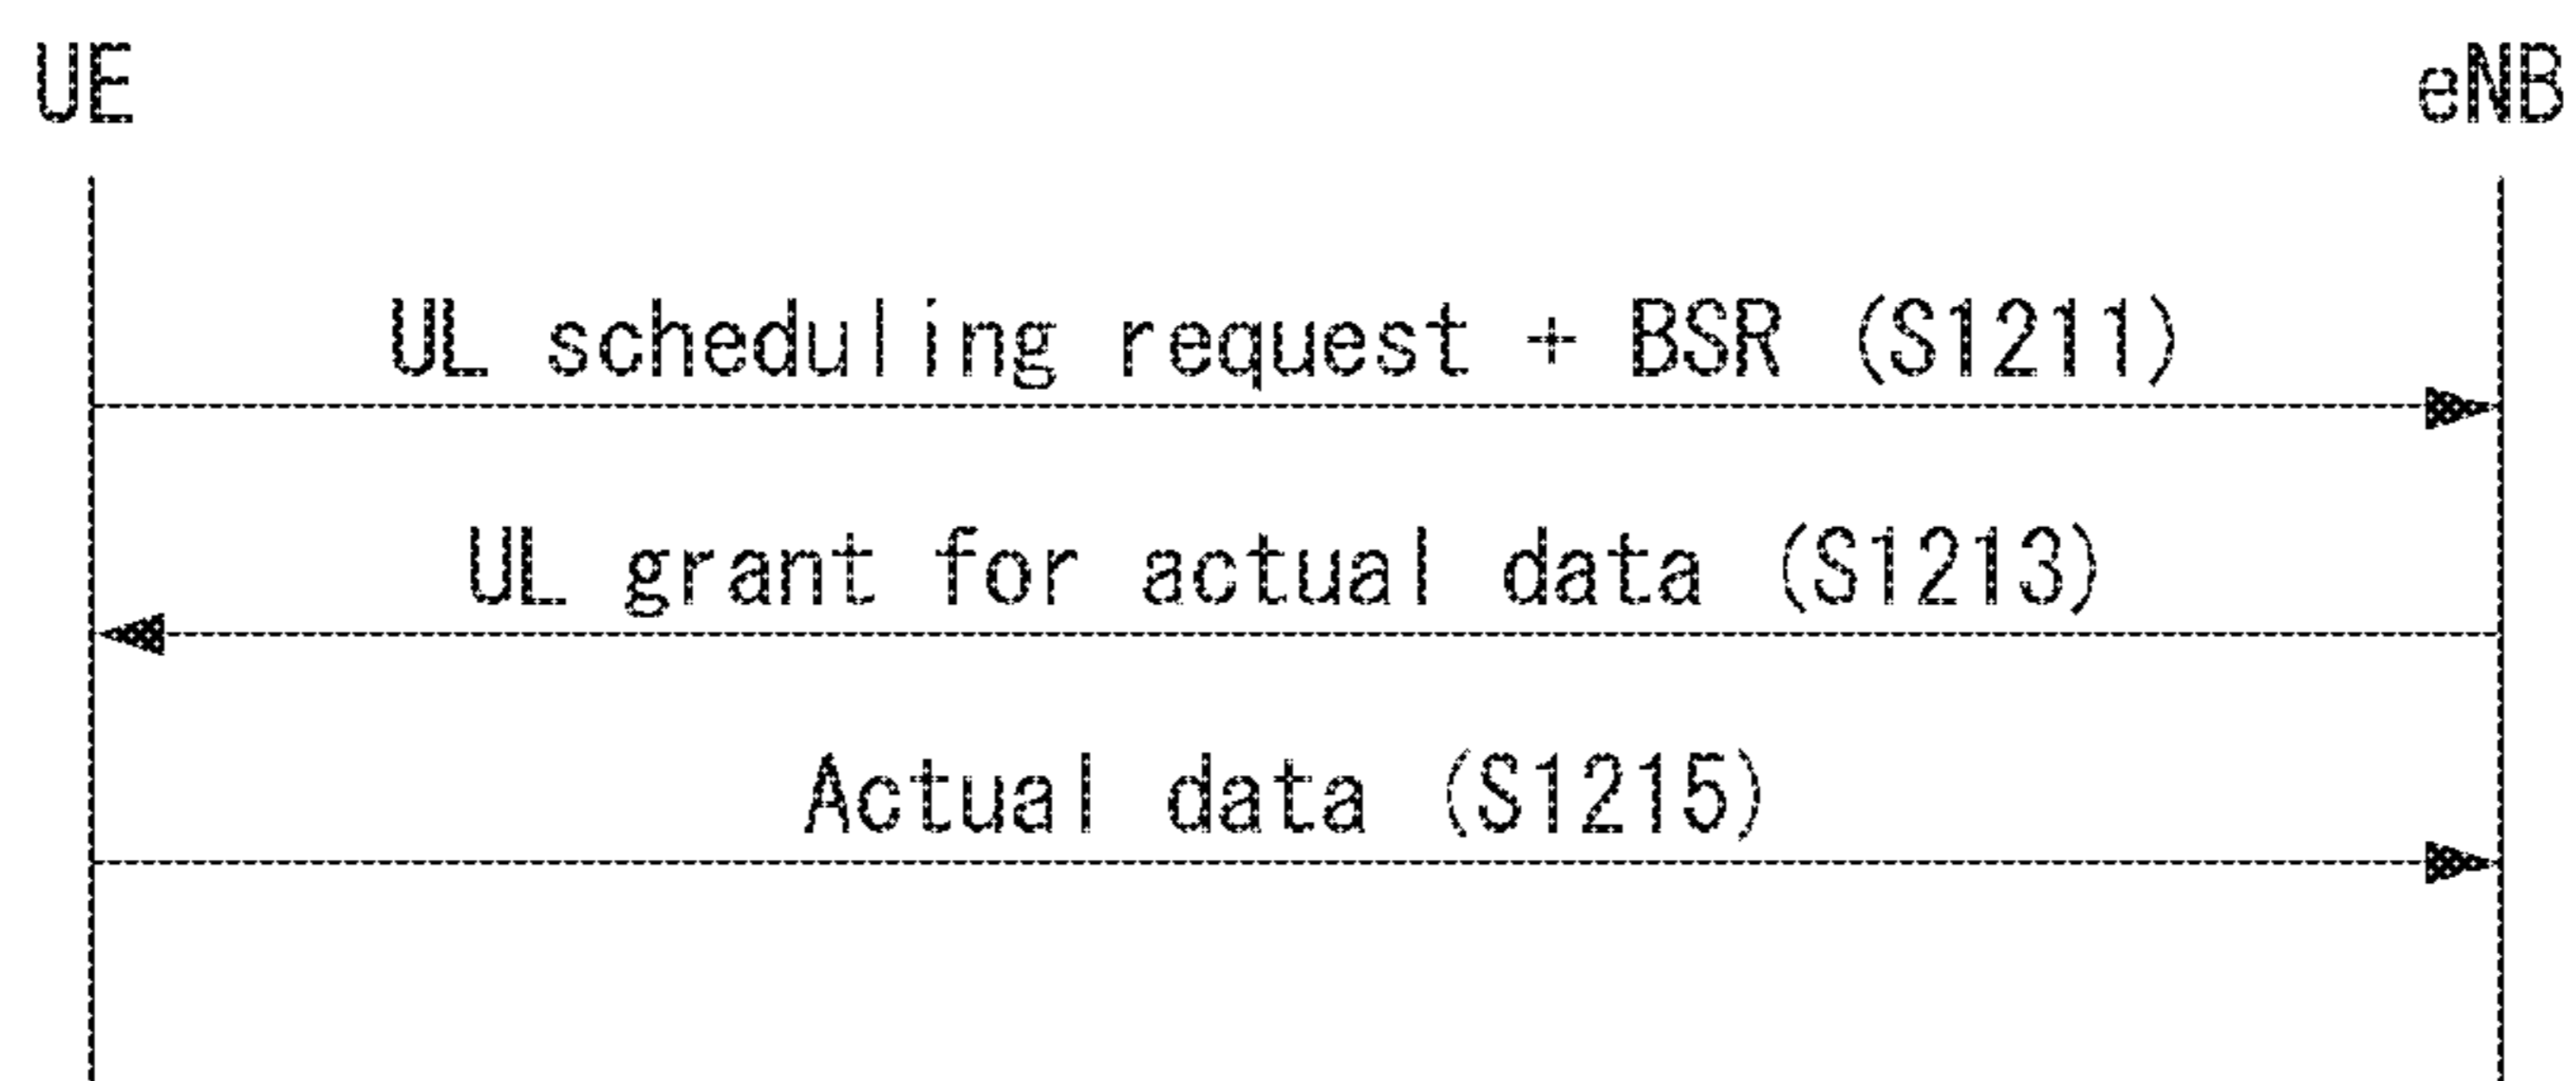 UE eNB
UL scheduling request + BSR (S1211)
UL grant for actual data (S1213)
Actual data (S1215)